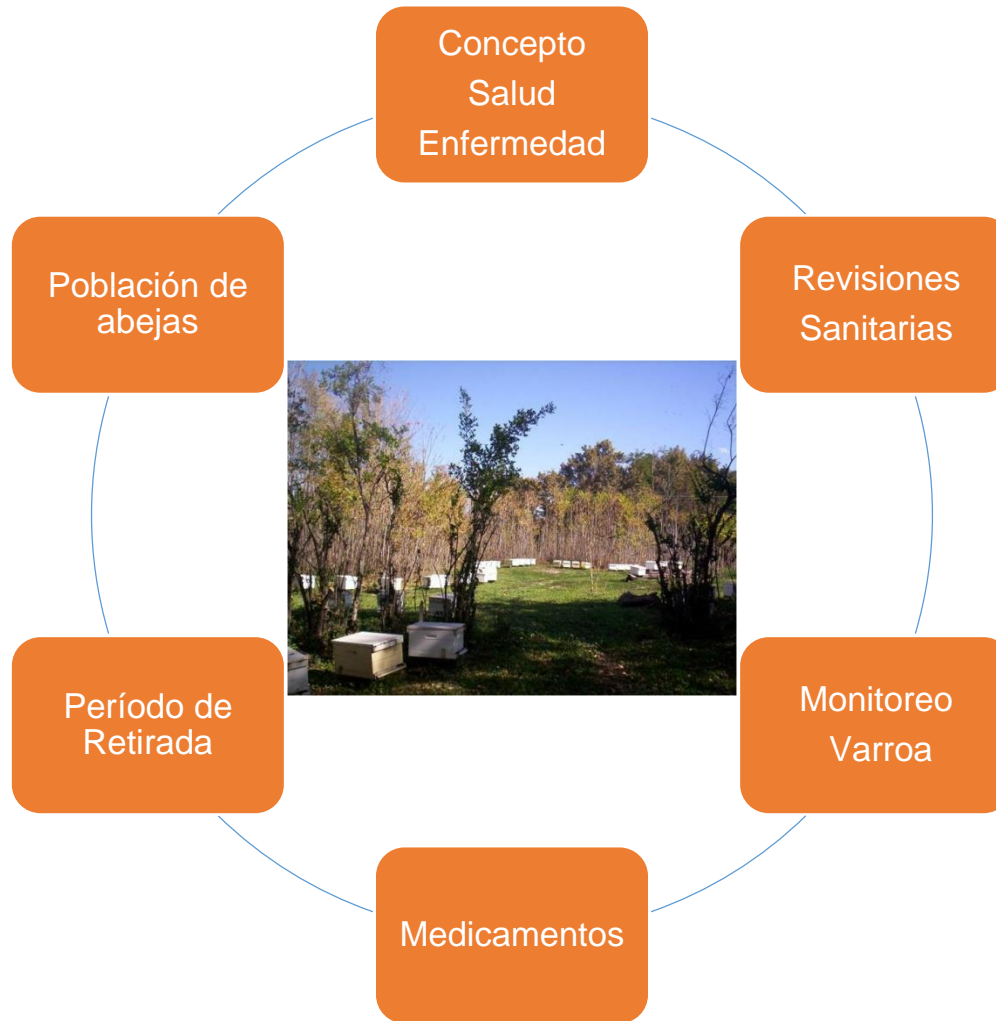 Concepto
Salud
Enfermedad
Revisiones
Sanitarias
Monitoreo
Varroa
Medicamentos
Período de
Retirada
Población de
abejas